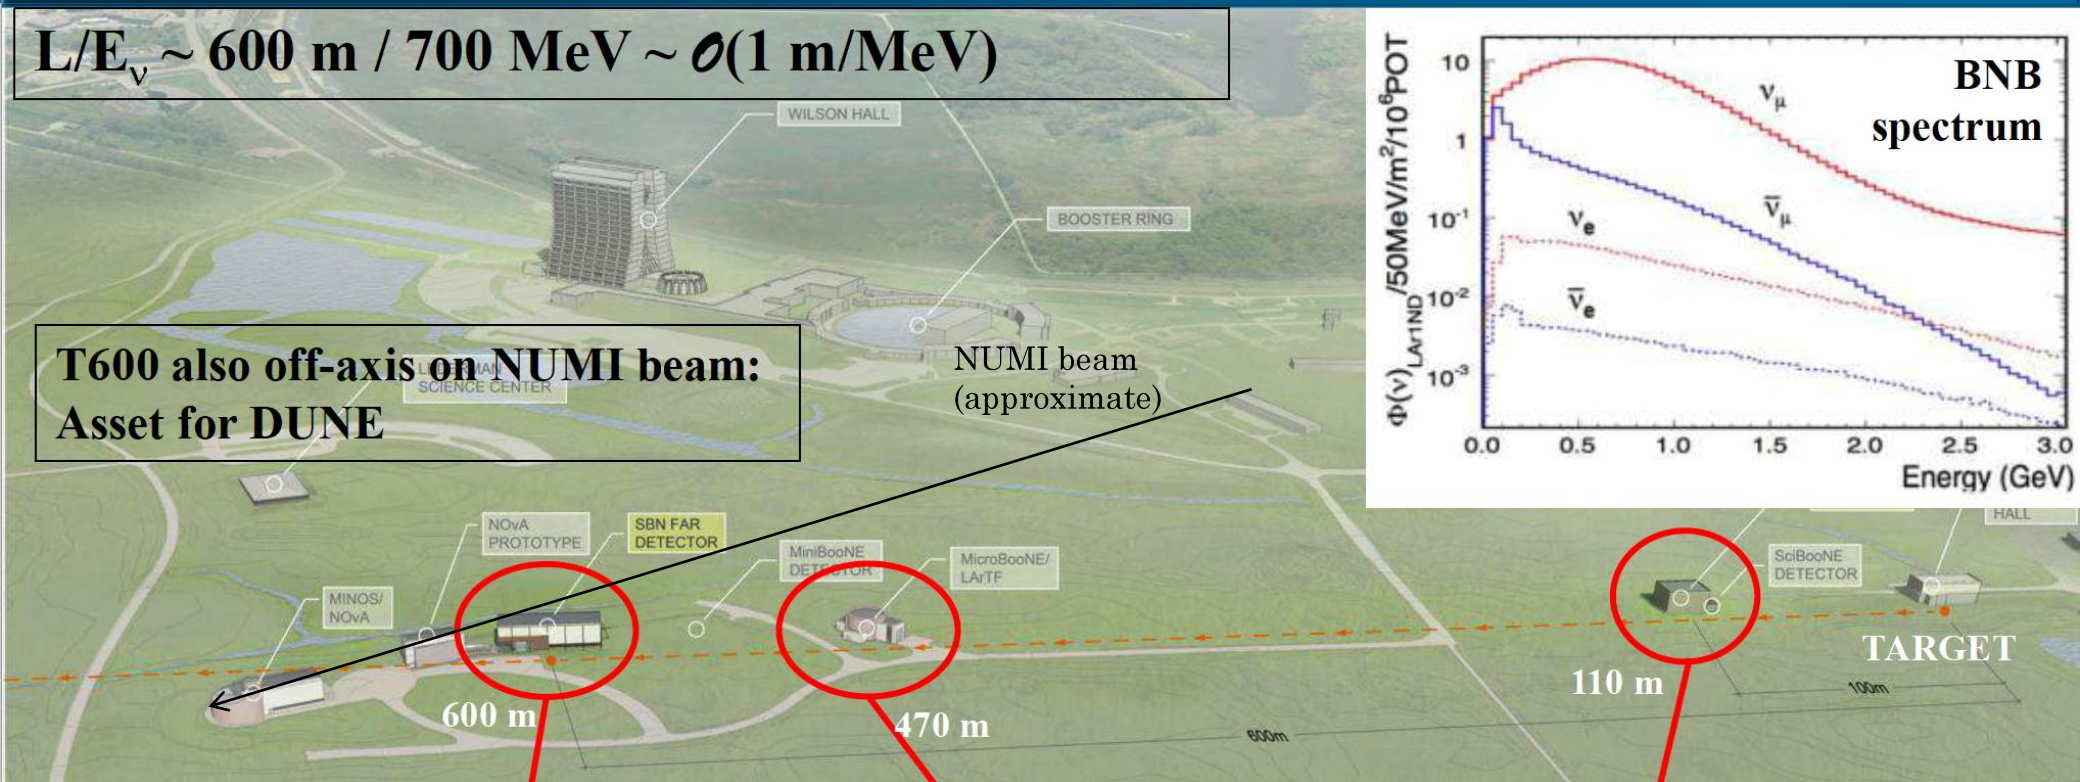 L/Eν ~ 600 m / 700 MeV ~ O(1 m/MeV)
WILSON HALL
BOOSTER RING
T600 also off-axis on NUMI beam:
Asset for DUNE
LEDERMAN
SCIENCE CENTER
NUMI beam
(approximate)
BNB
spectrum
νμ
ν̄μ
νe
ν̄e
10
1
10⁻¹
10⁻²
10⁻³
Φ(ν)LAr1ND/50MeV/m²/10⁶POT
0.0 0.5 1.0 1.5 2.0 2.5 3.0
Energy (GeV)
HALL
NOvA
PROTOTYPE
SBN FAR
DETECTOR
MiniBooNE
DETECTOR
MicroBooNE/
LArTF
SciBooNE
DETECTOR
MINOS/
NOvA
TARGET
600 m
470 m
110 m
100m
600m